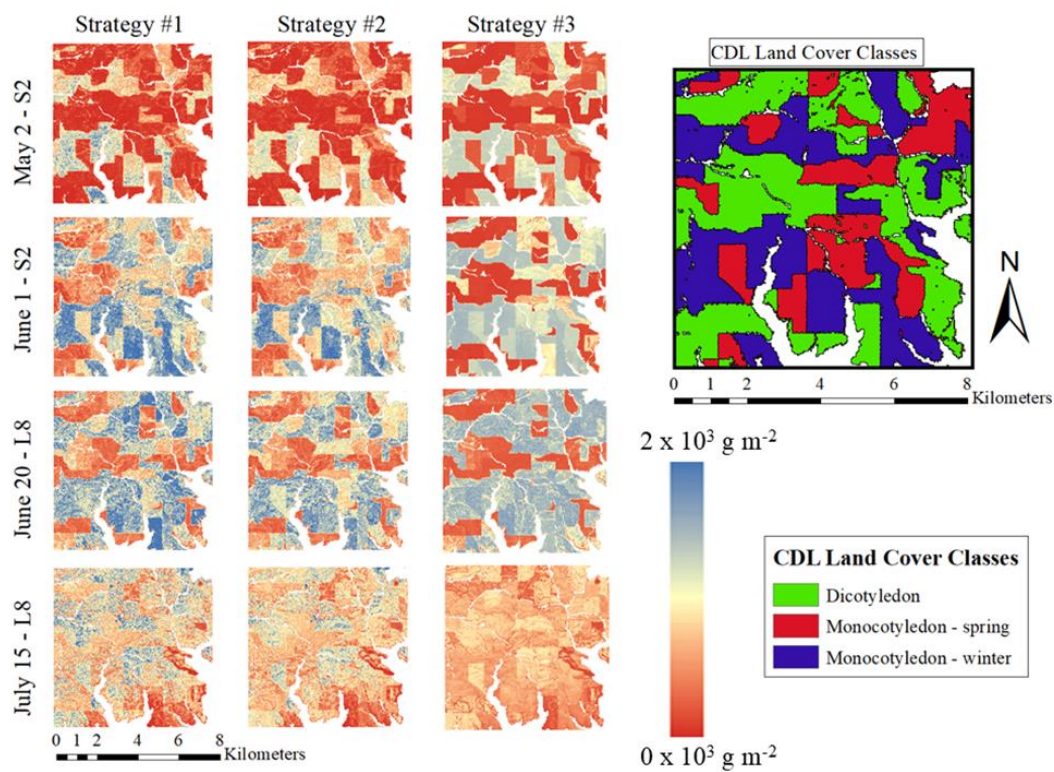 Strategy #1
Strategy #2
Strategy #3
May 2 - S2
June 1 - S2
June 20 - L8
July 15 - L8
0 1 2 4 6 8
Kilometers
CDL Land Cover Classes
N
0 1 2 4 6 8
Kilometers
2 x 10³ g m⁻²
0 x 10³ g m⁻²
CDL Land Cover Classes
Dicotyledon
Monocotyledon - spring
Monocotyledon - winter